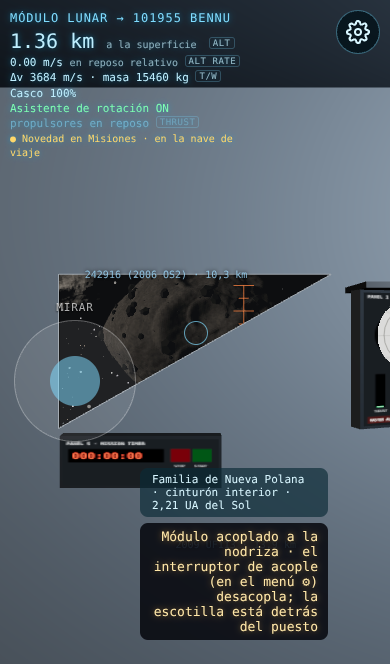 MÓDULO LUNAR → 101955 BENNU
1.36 km a la superficie ALT
0.00 m/s en reposo relativo ALT RATE
Δv 3684 m/s · masa 15460 kg T/W
Casco 100%
Asistente de rotación ON
propulsores en reposo THRUST
● Novedad en Misiones · en la nave de
viaje
242916 (2006 OS2) · 10,3 km
MIRAR
000:00:00
Familia de Nueva Polana
· cinturón interior ·
2,21 UA del Sol
Módulo acoplado a la
nodriza · el
interruptor de acople
(en el menú ⚙)
desacopla; la
escotilla está detrás
del puesto